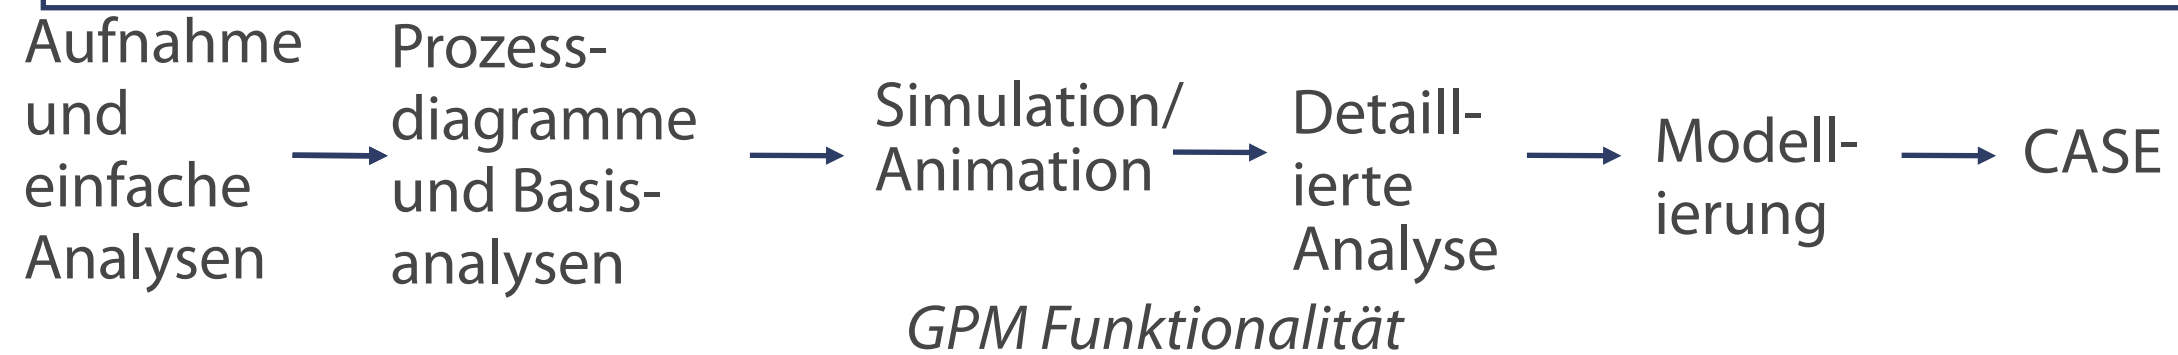 Aufnahme
und
einfache
Analysen
Prozess-
diagramme
und Basis-
analysen
Simulation/
Animation
Detaill-
ierte
Analyse
Modell-
ierung
CASE
GPM Funktionalität